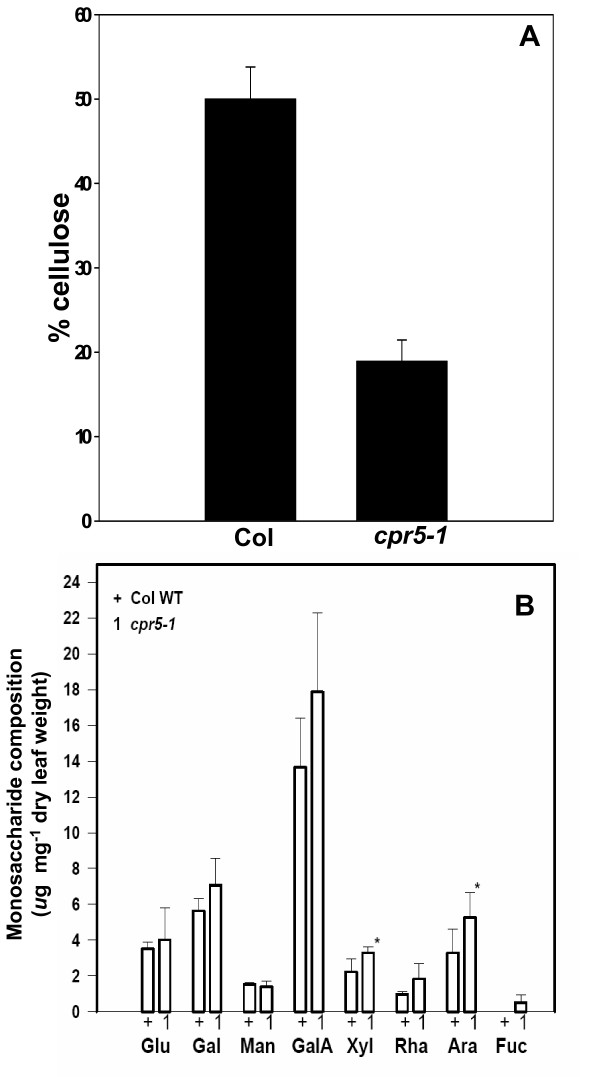 A
60
50
40
30
20
10
0
% cellulose
Col
cpr5-1
B
+ Col WT
1 cpr5-1
24
22
20
18
16
14
12
10
8
6
4
2
0
Monosaccharide composition
(ug mg-1 dry leaf weight)
*
*
+ 1 + 1 + 1 + 1 + 1 + 1 + 1 + 1
Glu Gal Man GalA Xyl Rha Ara Fuc